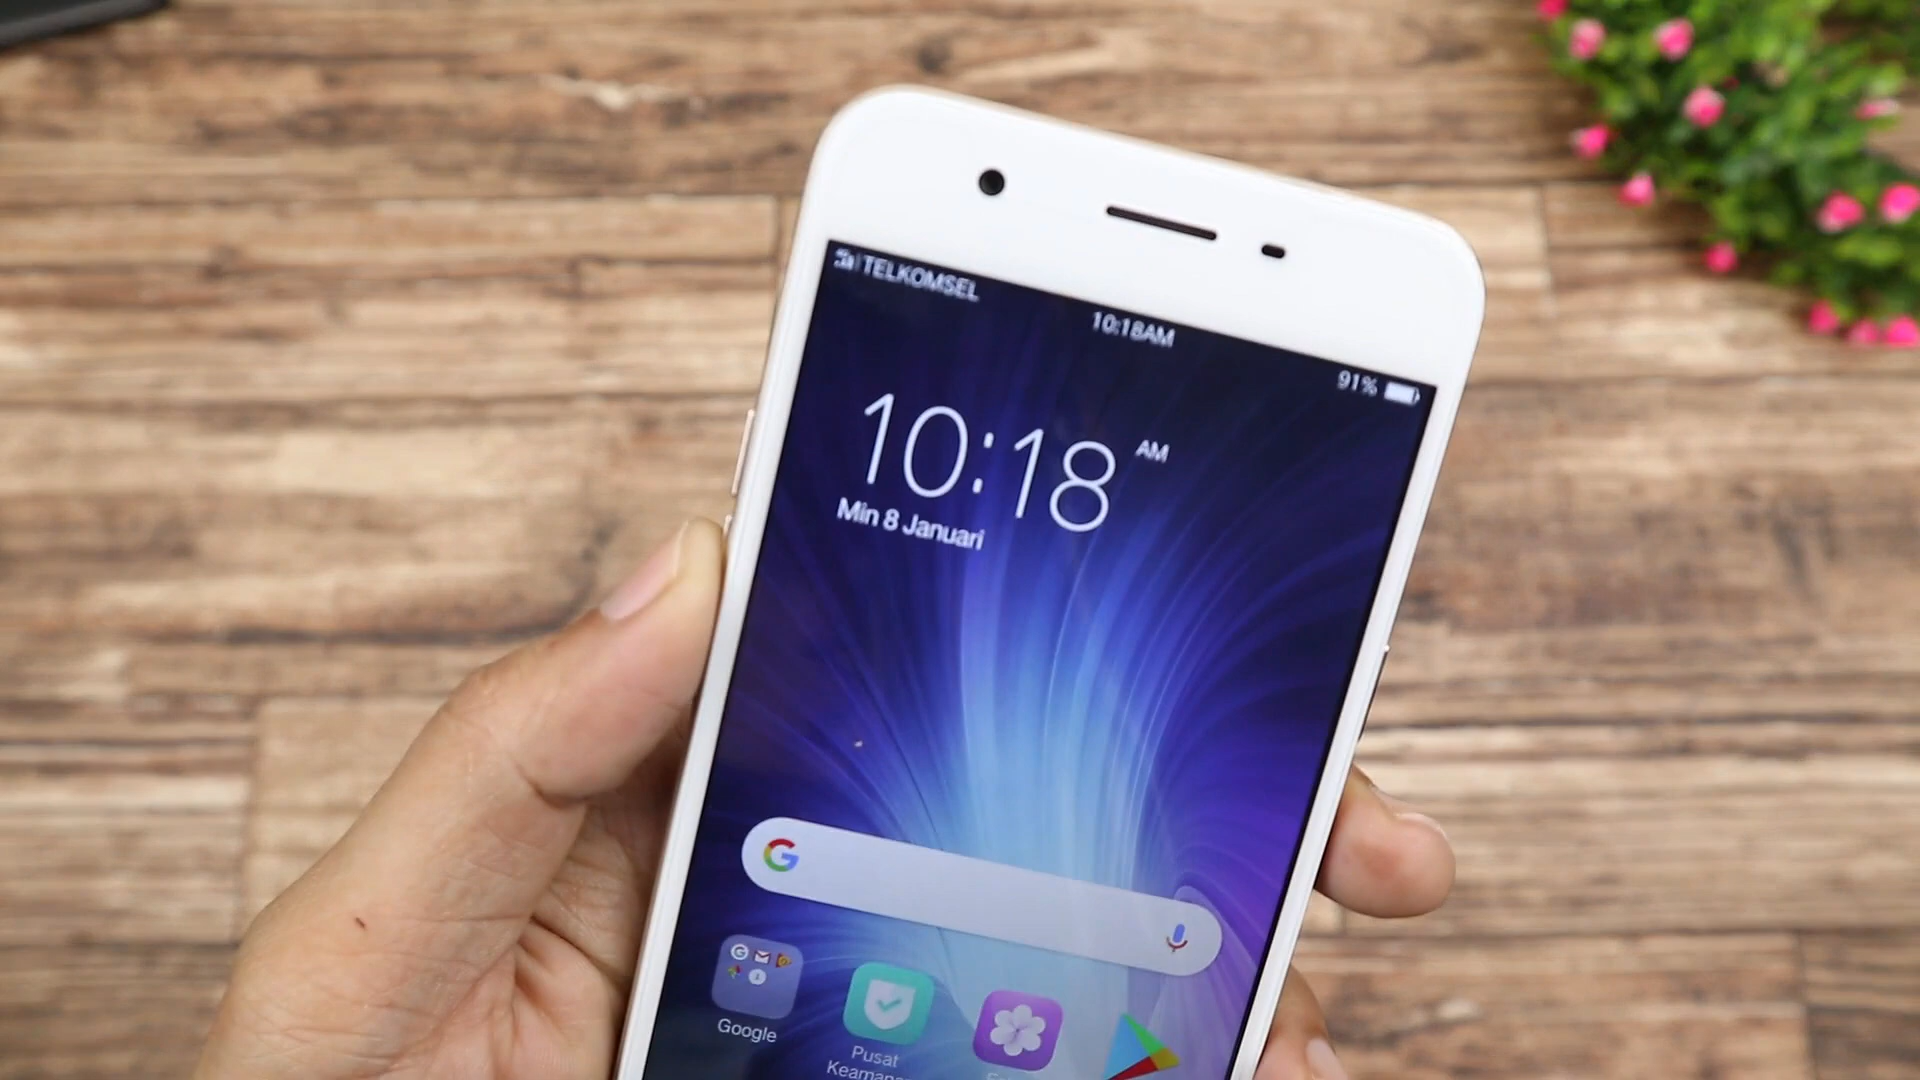 TELKOMSEL
10:18AM
91%
10:18 AM
Min 8 Januari
G
Google
Pusat